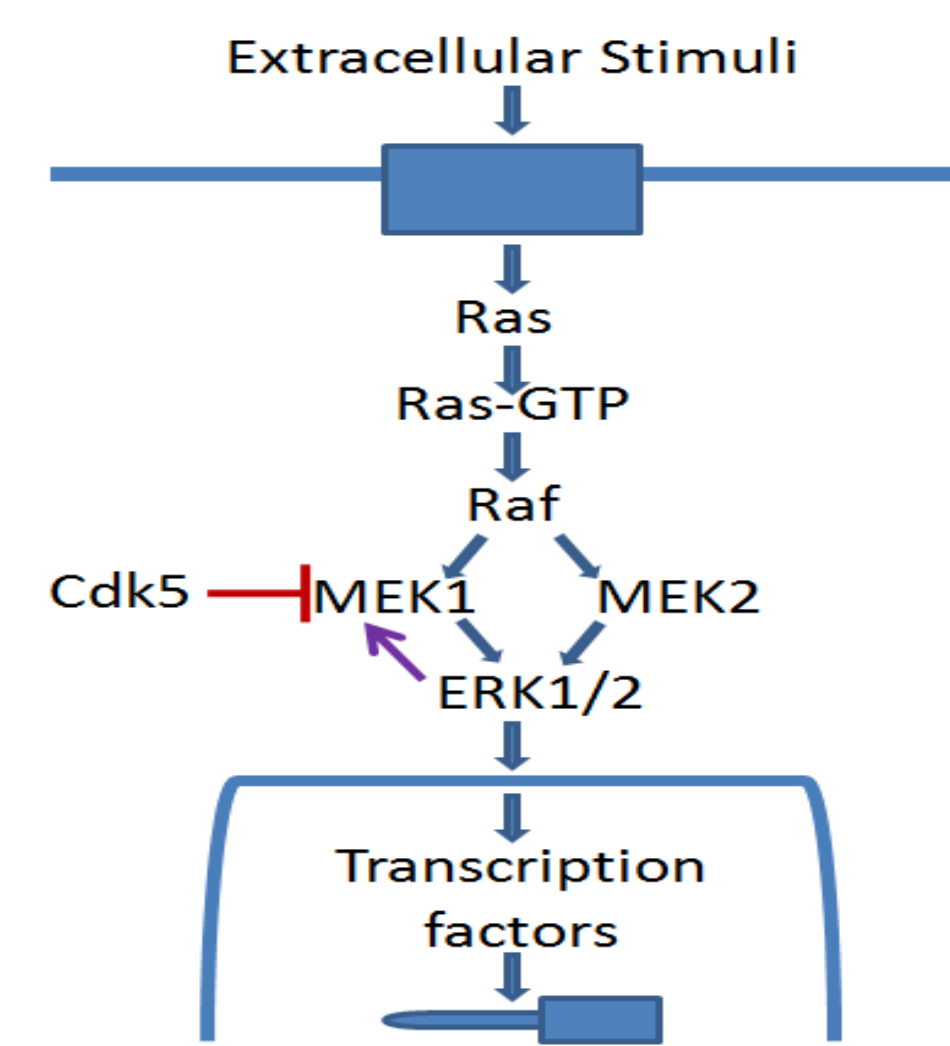 Extracellular Stimuli
Ras
Ras-GTP
Raf
Cdk5 MEK1 MEK2
ERK1/2
Transcription
factors